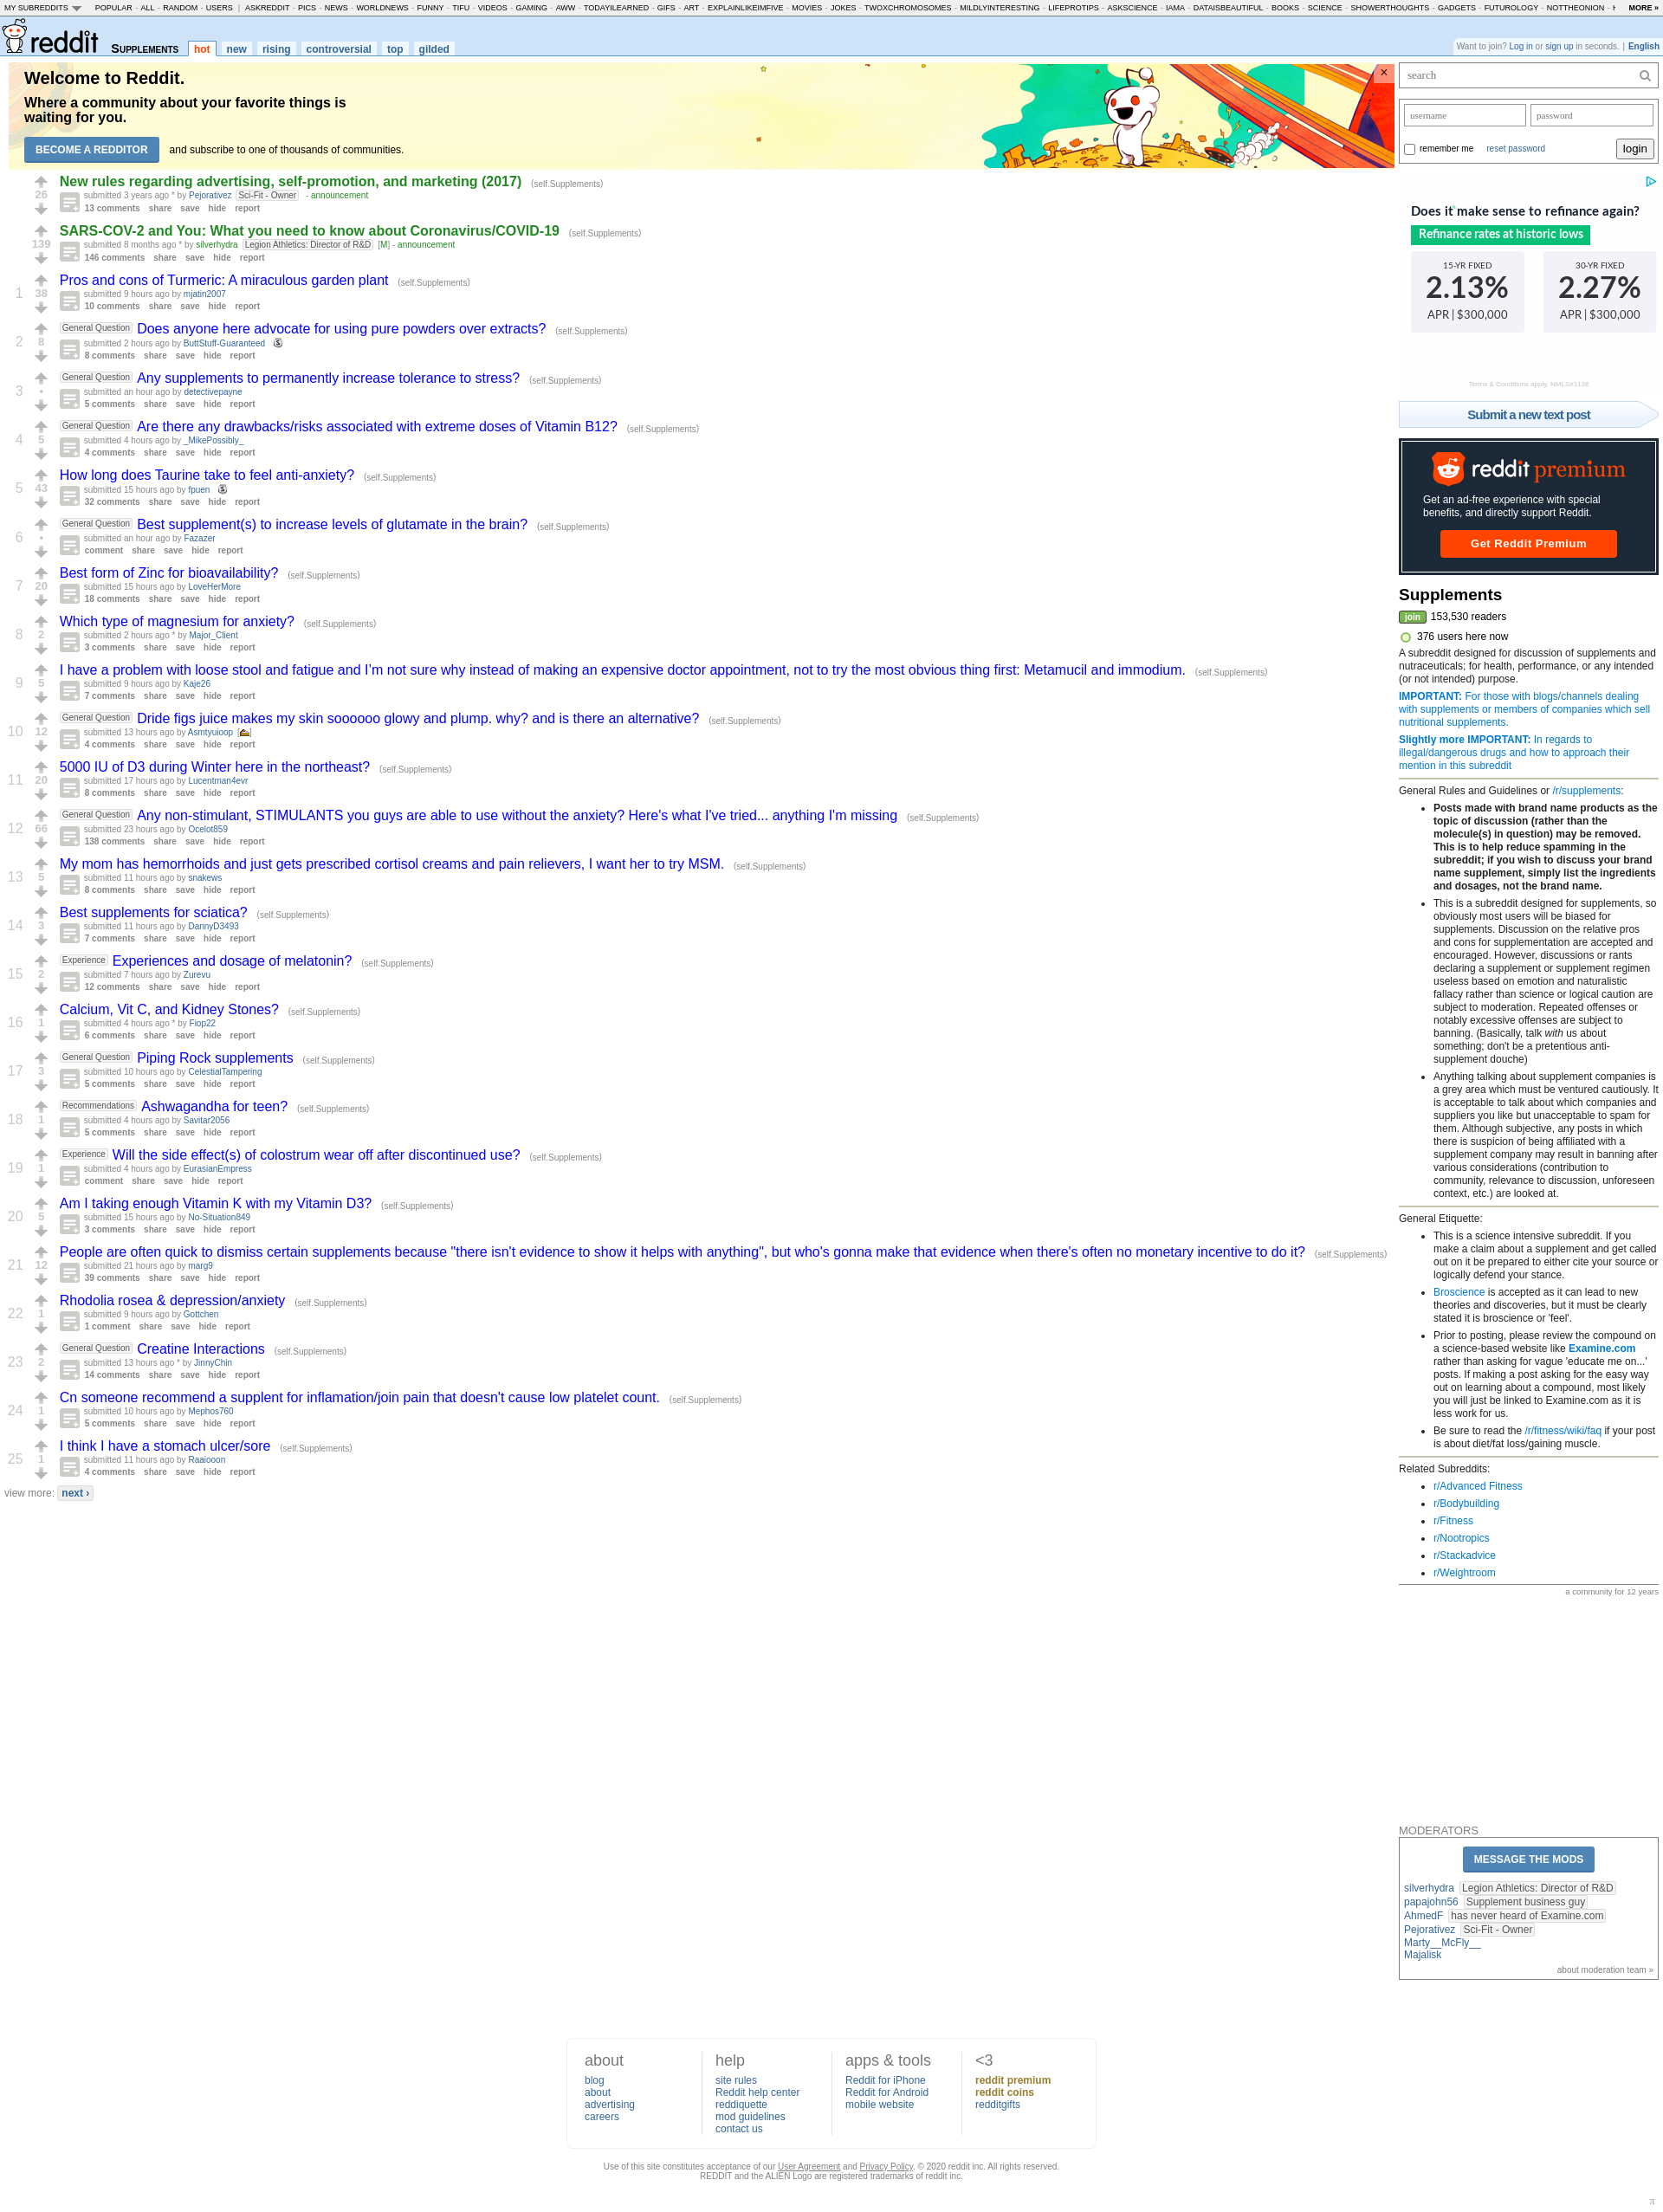 MY SUBREDDITS POPULAR - ALL - RANDOM - USERS | ASKREDDIT - PICS - NEWS - WORLDNEWS - FUNNY - TIFU - VIDEOS - GAMING - AWW - TODAYILEARNED - GIFS - ART - EXPLAINLIKEIMFIVE - MOVIES - JOKES - TWOXCHROMOSOMES - MILDLYINTERESTING - LIFEPROTIPS - ASKSCIENCE - IAMA - DATAISBEAUTIFUL - BOOKS - SCIENCE - SHOWERTHOUGHTS - GADGETS - FUTUROLOGY - NOTTHEONION - MORE »
reddit SUPPLEMENTS hot new rising controversial top gilded
Want to join? Log in or sign up in seconds. | English
Welcome to Reddit.
Where a community about your favorite things is
waiting for you.
BECOME A REDDITOR and subscribe to one of thousands of communities.
26
New rules regarding advertising, self-promotion, and marketing (2017) (self.Supplements)
submitted 3 years ago * by Pejorativez Sci-Fit - Owner - announcement
13 comments share save hide report
139
SARS-COV-2 and You: What you need to know about Coronavirus/COVID-19 (self.Supplements)
submitted 8 months ago * by silverhydra Legion Athletics: Director of R&D [M] - announcement
146 comments share save hide report
1 38
Pros and cons of Turmeric: A miraculous garden plant (self.Supplements)
submitted 9 hours ago by mjatin2007
10 comments share save hide report
2 8
General Question Does anyone here advocate for using pure powders over extracts? (self.Supplements)
submitted 2 hours ago by ButtStuff-Guaranteed
8 comments share save hide report
3 •
General Question Any supplements to permanently increase tolerance to stress? (self.Supplements)
submitted an hour ago by detectivepayne
5 comments share save hide report
4 5
General Question Are there any drawbacks/risks associated with extreme doses of Vitamin B12? (self.Supplements)
submitted 4 hours ago by _MikePossibly_
4 comments share save hide report
5 43
How long does Taurine take to feel anti-anxiety? (self.Supplements)
submitted 15 hours ago by fpuen
32 comments share save hide report
6 •
General Question Best supplement(s) to increase levels of glutamate in the brain? (self.Supplements)
submitted an hour ago by Fazazer
comment share save hide report
7 20
Best form of Zinc for bioavailability? (self.Supplements)
submitted 15 hours ago by LoveHerMore
18 comments share save hide report
8 2
Which type of magnesium for anxiety? (self.Supplements)
submitted 2 hours ago * by Major_Client
3 comments share save hide report
9 5
I have a problem with loose stool and fatigue and I'm not sure why instead of making an expensive doctor appointment, not to try the most obvious thing first: Metamucil and immodium. (self.Supplements)
submitted 9 hours ago by Kaje26
7 comments share save hide report
10 12
General Question Dride figs juice makes my skin soooooo glowy and plump. why? and is there an alternative? (self.Supplements)
submitted 13 hours ago by Asmtyuioop
4 comments share save hide report
11 20
5000 IU of D3 during Winter here in the northeast? (self.Supplements)
submitted 17 hours ago by Lucentman4evr
8 comments share save hide report
12 66
General Question Any non-stimulant, STIMULANTS you guys are able to use without the anxiety? Here's what I've tried... anything I'm missing (self.Supplements)
submitted 23 hours ago by Ocelot859
138 comments share save hide report
13 5
My mom has hemorrhoids and just gets prescribed cortisol creams and pain relievers, I want her to try MSM. (self.Supplements)
submitted 11 hours ago by snakews
8 comments share save hide report
14 3
Best supplements for sciatica? (self.Supplements)
submitted 11 hours ago by DannyD3493
7 comments share save hide report
15 2
Experience Experiences and dosage of melatonin? (self.Supplements)
submitted 7 hours ago by Zurevu
12 comments share save hide report
16 1
Calcium, Vit C, and Kidney Stones? (self.Supplements)
submitted 4 hours ago * by Fiop22
6 comments share save hide report
17 3
General Question Piping Rock supplements (self.Supplements)
submitted 10 hours ago by CelestialTampering
5 comments share save hide report
18 1
Recommendations Ashwagandha for teen? (self.Supplements)
submitted 4 hours ago by Savitar2056
5 comments share save hide report
19 1
Experience Will the side effect(s) of colostrum wear off after discontinued use? (self.Supplements)
submitted 4 hours ago by EurasianEmpress
comment share save hide report
20 5
Am I taking enough Vitamin K with my Vitamin D3? (self.Supplements)
submitted 15 hours ago by No-Situation849
3 comments share save hide report
21 12
People are often quick to dismiss certain supplements because "there isn't evidence to show it helps with anything", but who's gonna make that evidence when there's often no monetary incentive to do it? (self.Supplements)
submitted 21 hours ago by marg9
39 comments share save hide report
22 1
Rhodolia rosea & depression/anxiety (self.Supplements)
submitted 9 hours ago by Gottchen
1 comment share save hide report
23 2
General Question Creatine Interactions (self.Supplements)
submitted 13 hours ago * by JinnyChin
14 comments share save hide report
24 1
Cn someone recommend a supplent for inflamation/join pain that doesn't cause low platelet count. (self.Supplements)
submitted 10 hours ago by Mephos760
5 comments share save hide report
25 1
I think I have a stomach ulcer/sore (self.Supplements)
submitted 11 hours ago by Raaiooon
4 comments share save hide report
view more: next ›
search
username password
remember me reset password login
Does it make sense to refinance again?
Refinance rates at historic lows
15-YR FIXED 30-YR FIXED
2.13% 2.27%
APR | $300,000 APR | $300,000
Terms & Conditions apply. NMLS#1136
Submit a new text post
reddit premium
Get an ad-free experience with special
benefits, and directly support Reddit.
Get Reddit Premium
Supplements
join 153,530 readers
376 users here now
A subreddit designed for discussion of supplements and
nutraceuticals; for health, performance, or any intended
(or not intended) purpose.
IMPORTANT: For those with blogs/channels dealing
with supplements or members of companies which sell
nutritional supplements.
Slightly more IMPORTANT: In regards to
illegal/dangerous drugs and how to approach their
mention in this subreddit
General Rules and Guidelines or /r/supplements:
• Posts made with brand name products as the
topic of discussion (rather than the
molecule(s) in question) may be removed.
This is to help reduce spamming in the
subreddit; if you wish to discuss your brand
name supplement, simply list the ingredients
and dosages, not the brand name.
• This is a subreddit designed for supplements, so
obviously most users will be biased for
supplements. Discussion on the relative pros
and cons for supplementation are accepted and
encouraged. However, discussions or rants
declaring a supplement or supplement regimen
useless based on emotion and naturalistic
fallacy rather than science or logical caution are
subject to moderation. Repeated offenses or
notably excessive offenses are subject to
banning. (Basically, talk with us about
something; don't be a pretentious anti-
supplement douche)
• Anything talking about supplement companies is
a grey area which must be ventured cautiously. It
is acceptable to talk about which companies and
suppliers you like but unacceptable to spam for
them. Although subjective, any posts in which
there is suspicion of being affiliated with a
supplement company may result in banning after
various considerations (contribution to
community, relevance to discussion, unforeseen
context, etc.) are looked at.
General Etiquette:
• This is a science intensive subreddit. If you
make a claim about a supplement and get called
out on it be prepared to either cite your source or
logically defend your stance.
• Broscience is accepted as it can lead to new
theories and discoveries, but it must be clearly
stated it is broscience or 'feel'.
• Prior to posting, please review the compound on
a science-based website like Examine.com
rather than asking for vague 'educate me on...'
posts. If making a post asking for the easy way
out on learning about a compound, most likely
you will just be linked to Examine.com as it is
less work for us.
• Be sure to read the /r/fitness/wiki/faq if your post
is about diet/fat loss/gaining muscle.
Related Subreddits:
• r/Advanced Fitness
• r/Bodybuilding
• r/Fitness
• r/Nootropics
• r/Stackadvice
• r/Weightroom
a community for 12 years
MODERATORS
MESSAGE THE MODS
silverhydra Legion Athletics: Director of R&D
papajohn56 Supplement business guy
AhmedF has never heard of Examine.com
Pejorativez Sci-Fit - Owner
Marty__McFly__
Majalisk
about moderation team »
about help apps & tools <3
blog site rules Reddit for iPhone reddit premium
about Reddit help center Reddit for Android reddit coins
advertising reddiquette mobile website redditgifts
careers mod guidelines
contact us
Use of this site constitutes acceptance of our User Agreement and Privacy Policy. © 2020 reddit inc. All rights reserved.
REDDIT and the ALIEN Logo are registered trademarks of reddit inc.
π